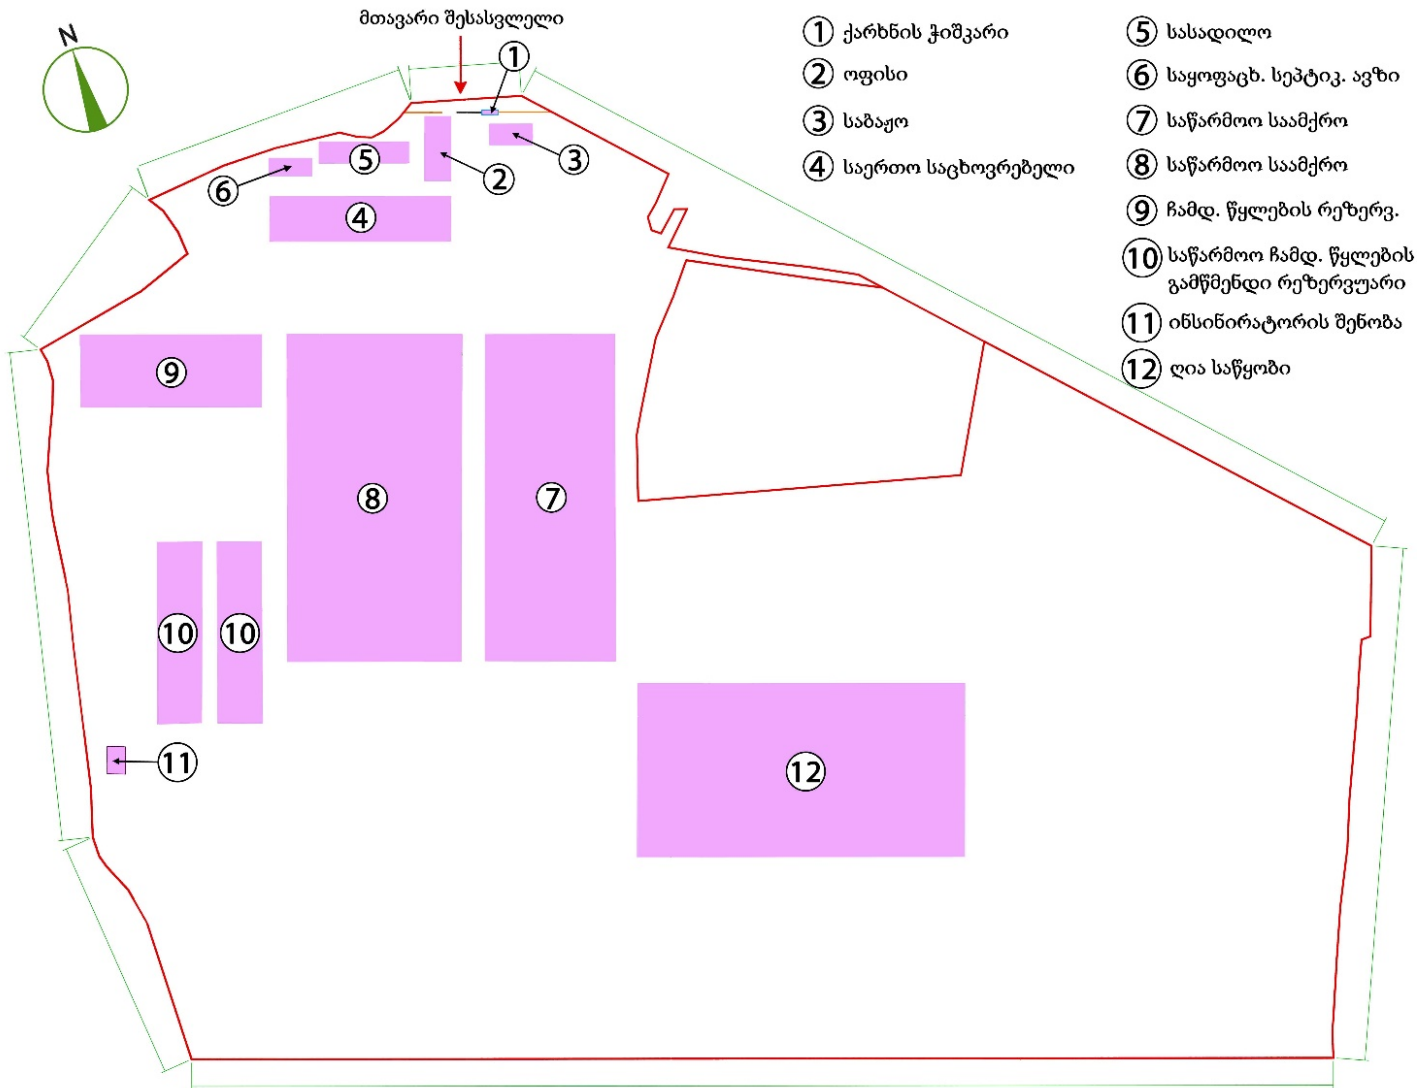 N
მთავარი შესასვლელი
1 ქარხნის ჭიშკარი
2 ოფისი
3 საბაჟო
4 საერთო საცხოვრებელი
5 სასადილო
6 საყოფაცხ. სეპტიკ. ავზი
7 საწარმოო საამქრო
8 საწარმოო საამქრო
9 ჩამდ. წყლების რეზერვ.
10 საწარმოო ჩამდ. წყლების
გამწმენდი რეზერვუარი
11 ინსინირატორის შენობა
12 ღია საწყობი
1
3
2
5
6
4
9
8
7
10
10
11
12